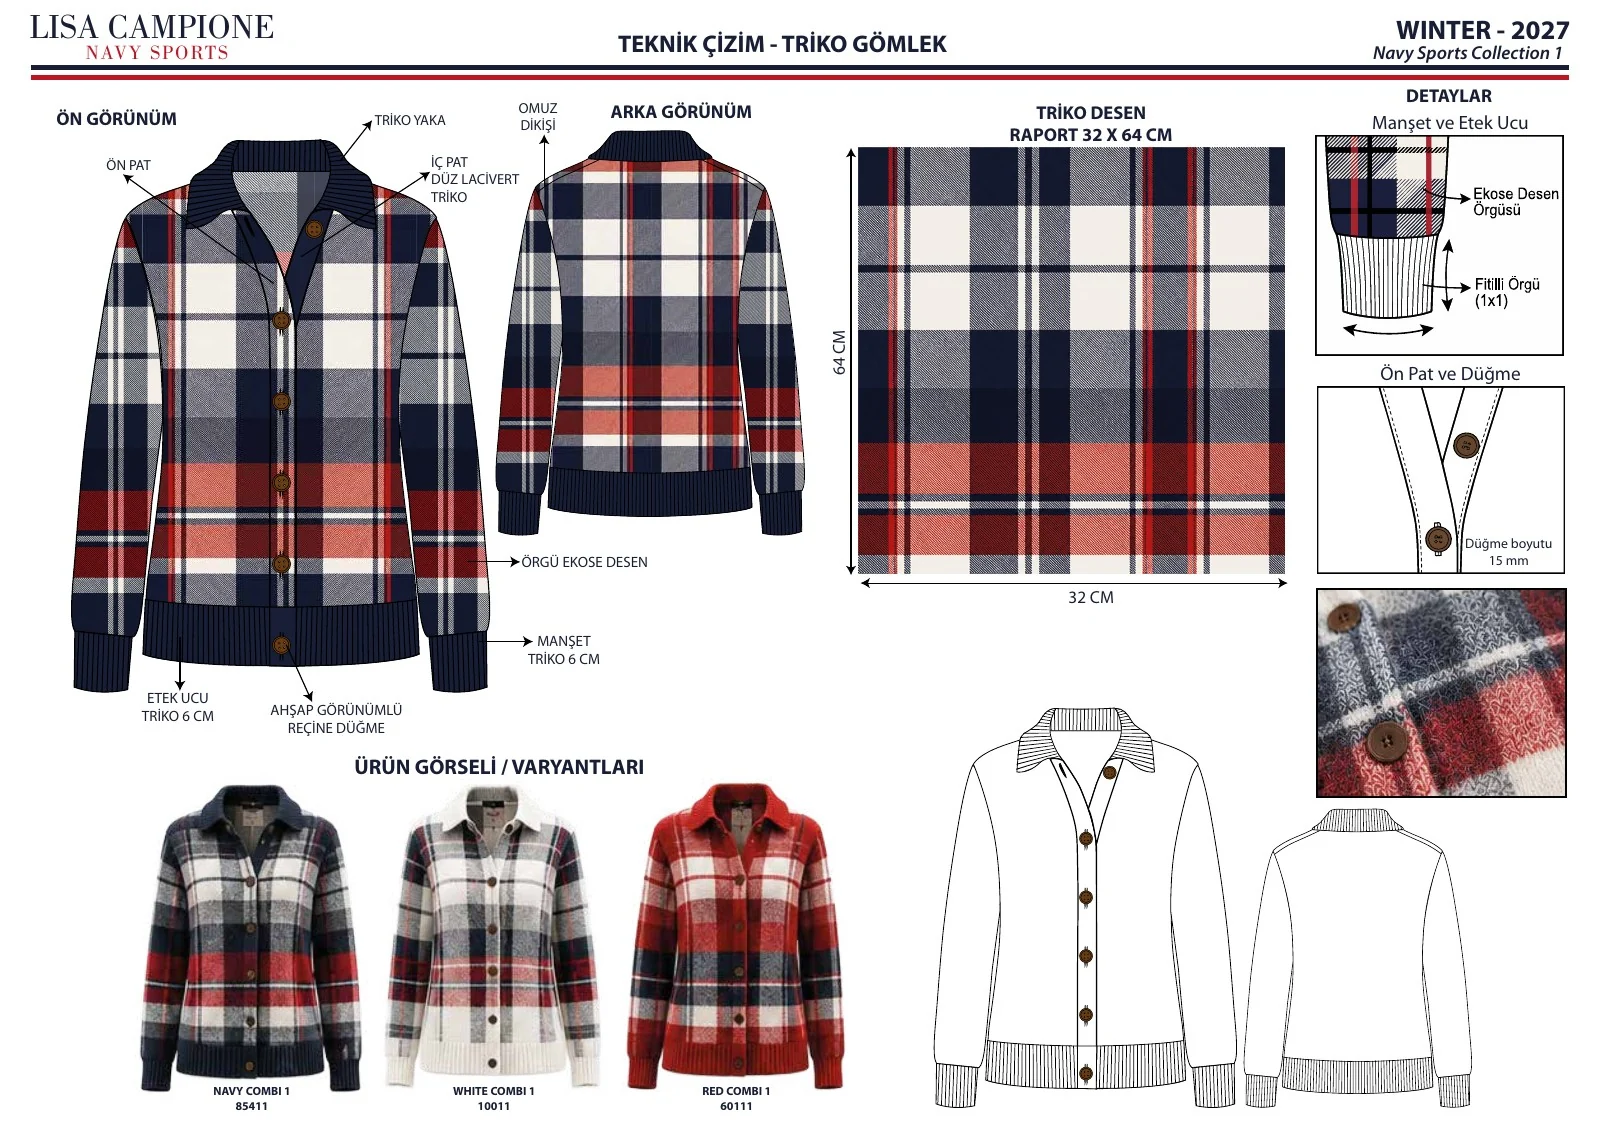 LISA CAMPIONE
NAVY SPORTS
TEKNİK ÇİZİM - TRİKO GÖMLEK
WINTER - 2027
Navy Sports Collection 1
ÖN GÖRÜNÜM
TRİKO YAKA
ÖN PAT
İÇ PAT
DÜZ LACİVERT
TRİKO
OMUZ
DİKİŞİ
ARKA GÖRÜNÜM
ÖRGÜ EKOSE DESEN
MANŞET
TRİKO 6 CM
ETEK UCU
TRİKO 6 CM
AHŞAP GÖRÜNÜMLÜ
REÇİNE DÜĞME
TRİKO DESEN
RAPORT 32 X 64 CM
64 CM
32 CM
DETAYLAR
Manşet ve Etek Ucu
Ekose Desen
Örgüsü
Fitilli Örgü
(1x1)
Ön Pat ve Düğme
Düğme boyutu
15 mm
ÜRÜN GÖRSELİ / VARYANTLARI
NAVY COMBI 1
85411
WHITE COMBI 1
10011
RED COMBI 1
60111